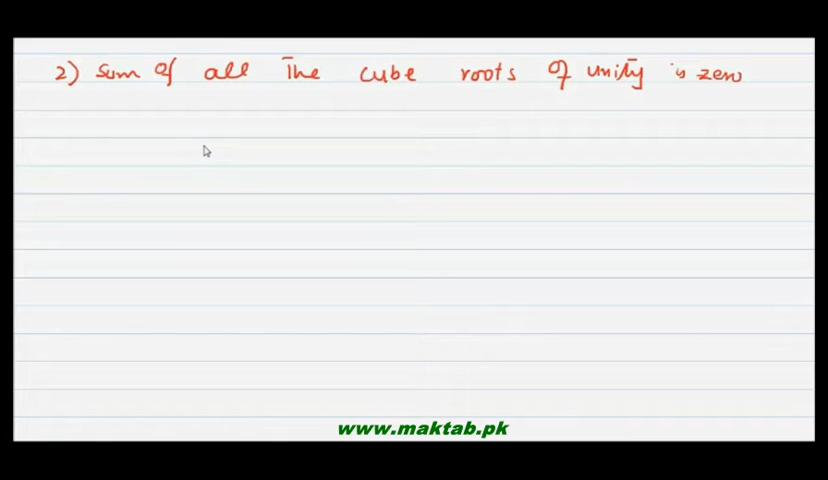 2) sum of all The cube roots of unity is zero
www.maktab.pk